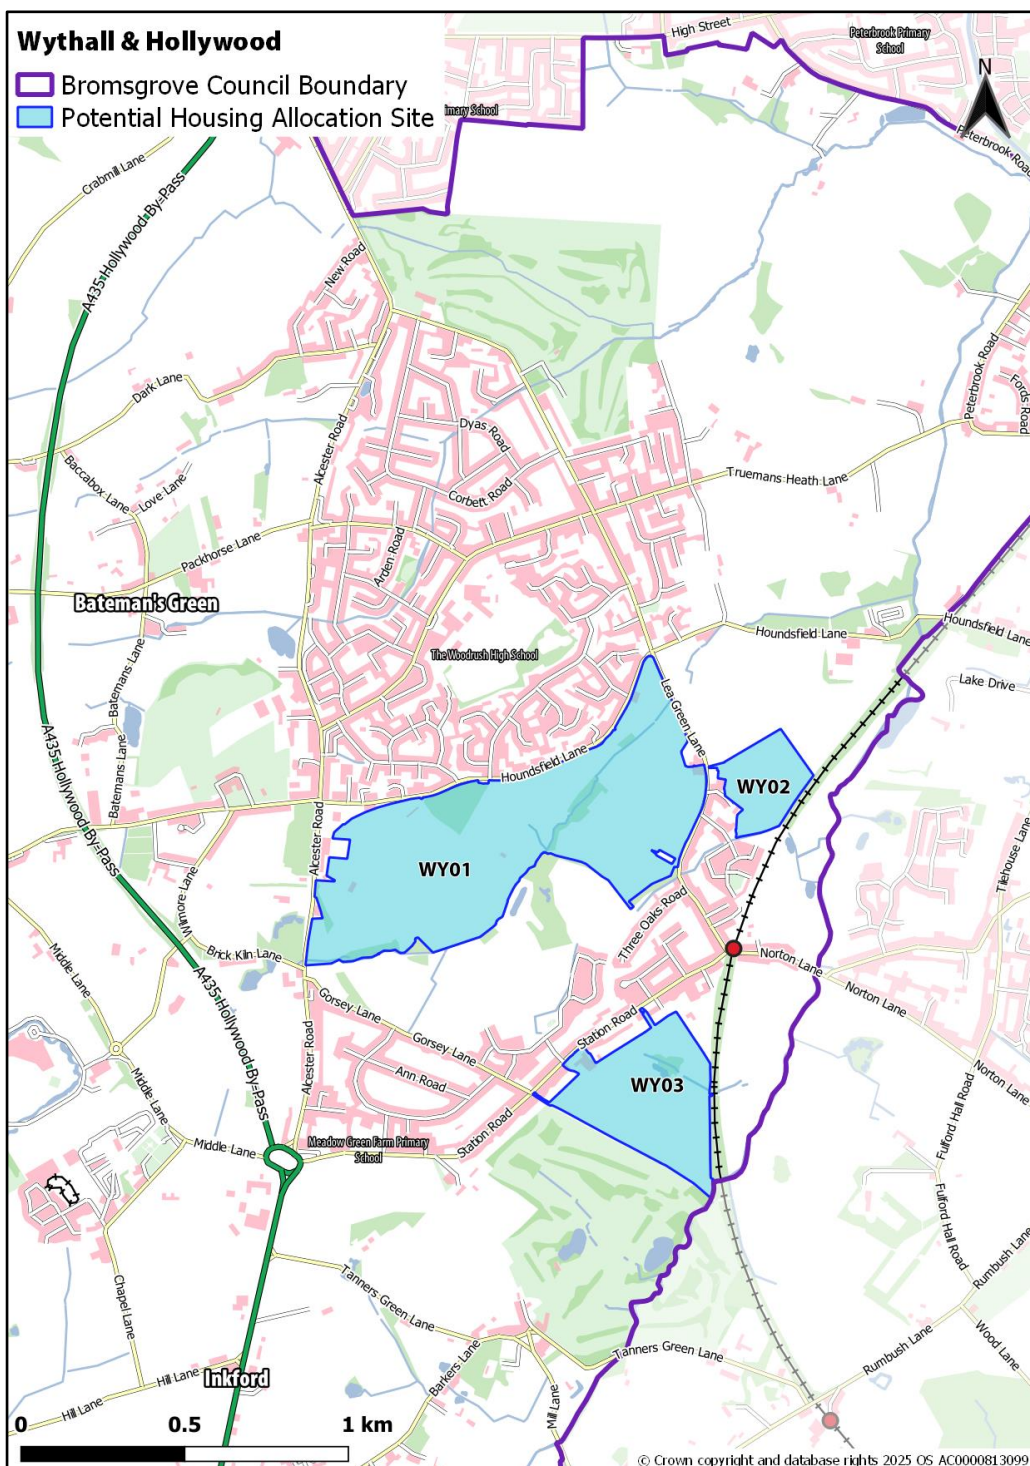 Wythall & Hollywood
Bromsgrove Council Boundary
Potential Housing Allocation Site
High Street
Peterbrook Primary
School
imary School
N
Peterbrook Road
Crabmill Lane
A435 Hollywood By-Pass
New Road
Peterbrook Road
Fords Road
Dark Lane
Alcester Road
Dyas Road
Baccabox Lane
Love Lane
Corbett Road
Truemans Heath Lane
Packhorse Lane
Arden Road
Bateman's Green
Houndsfield Lane
Houndsfield Lane
The Woodrush High School
Batemans Lane
Lea Green Lane
Lake Drive
A435 Hollywood By-Pass
Batemans Lane
Houndsfield Lane
WY02
Alcester Road
WY01
Tilehouse Lane
Wilmore Lane
Three Oaks Road
Middle Lane
Brick Kiln Lane
Norton Lane
A435 Hollywood By-Pass
Gorsey Lane
Norton Lane
Station Road
Gorsey Lane
Alcester Road
Ann Road
WY03
Norton Lane
Middle Lane
Station Road
Middle Lane
Meadow Green Farm Primary
School
Fulford Hall Road
Fulford Hall Road
Rumbush Lane
Tanners Green Lane
Chapel Lane
Wood Lane
Rumbush Lane
Tanners Green Lane
Barkers Lane
Hill Lane
Inkford
Mill Lane
Hill Lane
0 0.5 1 km
© Crown copyright and database rights 2025 OS AC0000813099